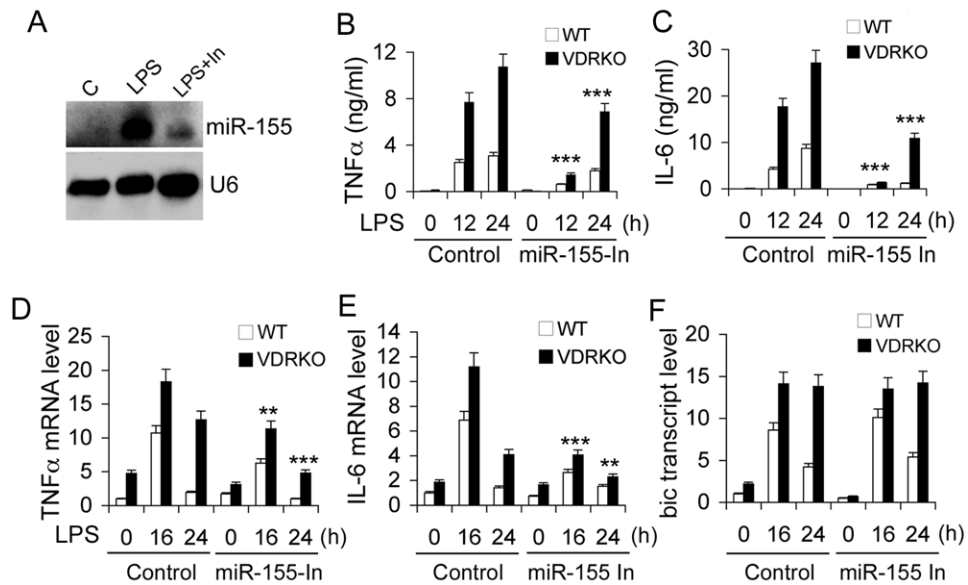 A
C
LPS
LPS+In
miR-155
U6
B
WT
VDRKO
TNFα (ng/ml)
12
8
4
0
***
***
LPS 0 12 24 0 12 24 (h)
Control miR-155-In
C
WT
VDRKO
IL-6 (ng/ml)
30
20
10
0
***
***
0 12 24 0 12 24 (h)
Control miR-155 In
D
WT
VDRKO
TNFα mRNA level
25
20
15
10
5
0
**
***
LPS 0 16 24 0 16 24 (h)
Control miR-155-In
E
WT
VDRKO
IL-6 mRNA level
14
12
10
8
6
4
2
0
***
**
0 16 24 0 16 24 (h)
Control miR-155 In
F
WT
VDRKO
bic transcript level
20
15
10
5
0
0 16 24 0 16 24 (h)
Control miR-155 In